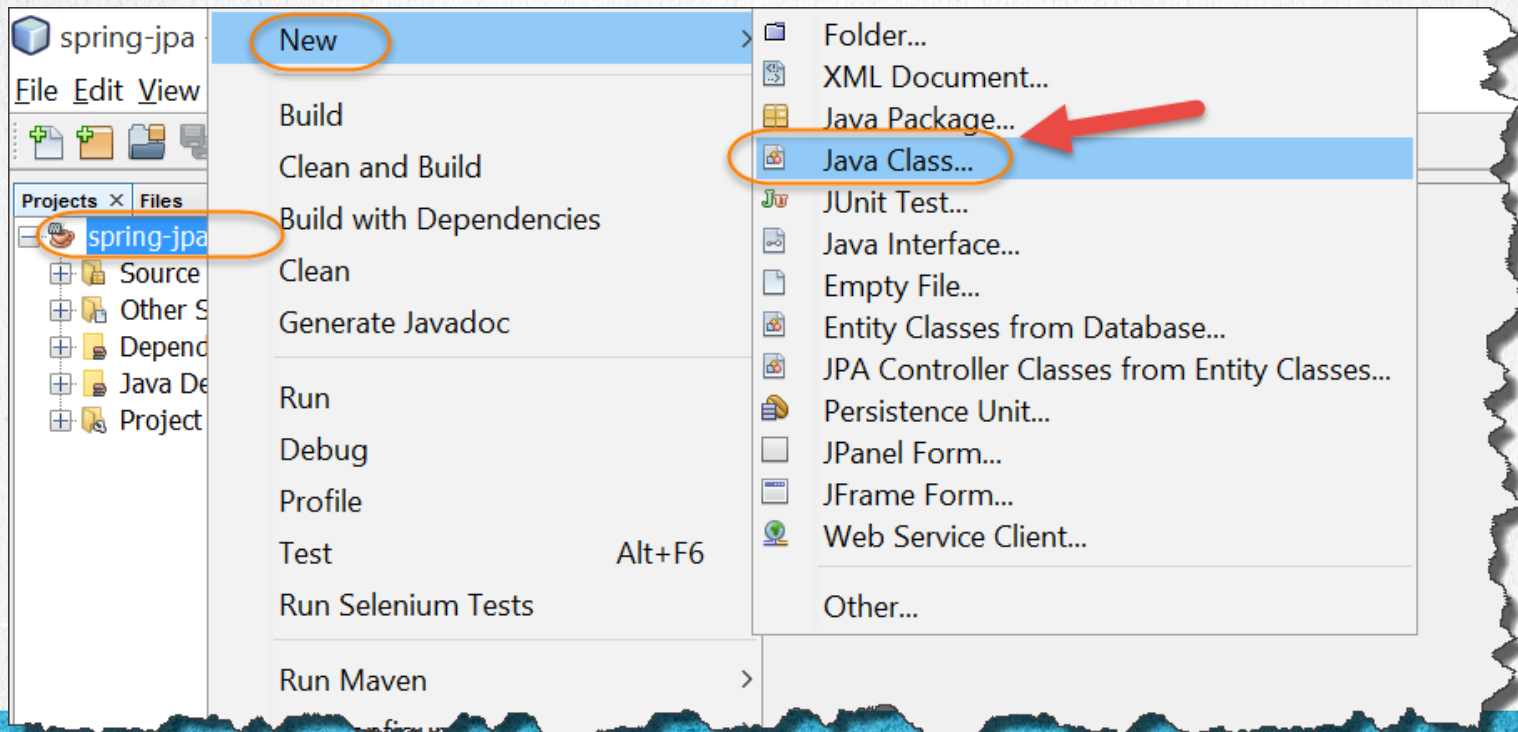 spring-jpa
File Edit View
Projects Files
spring-jpa
Source
Other S
Depend
Java De
Project
New
Build
Clean and Build
Build with Dependencies
Clean
Generate Javadoc
Run
Debug
Profile
Test Alt+F6
Run Selenium Tests
Run Maven
Folder...
XML Document...
Java Package...
Java Class...
JUnit Test...
Java Interface...
Empty File...
Entity Classes from Database...
JPA Controller Classes from Entity Classes...
Persistence Unit...
JPanel Form...
JFrame Form...
Web Service Client...
Other...